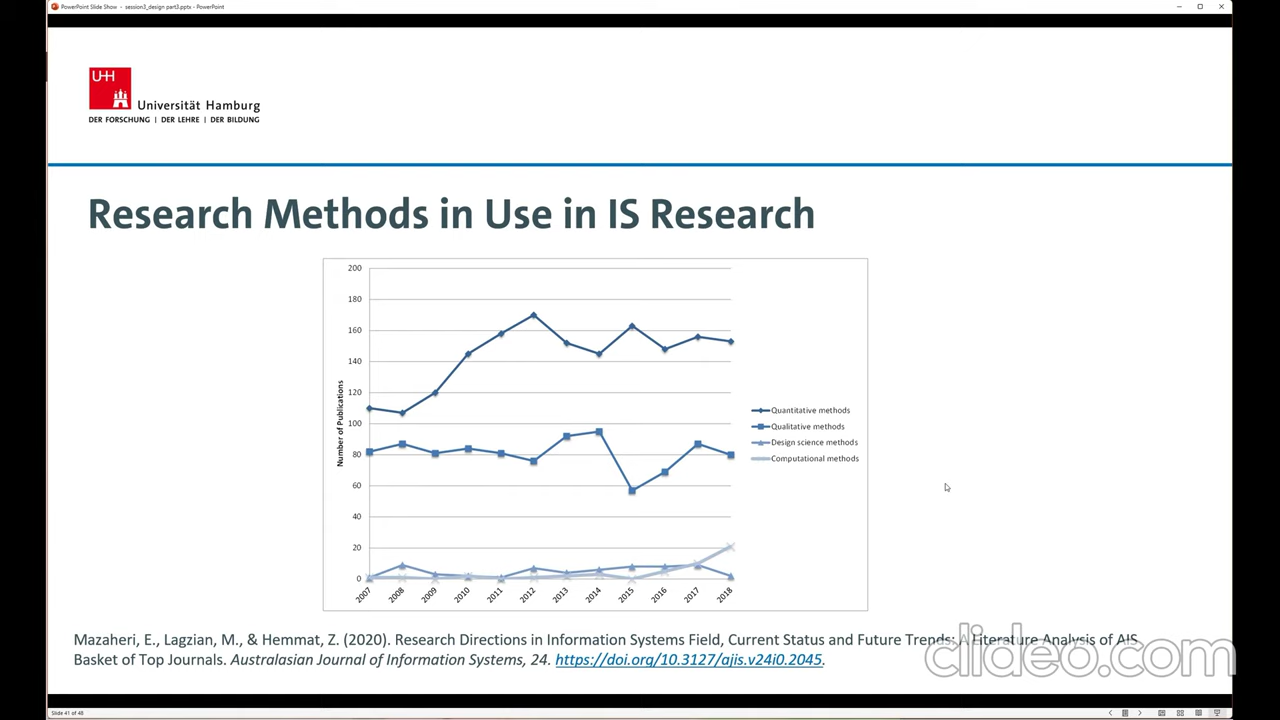 PowerPoint Slide Show - session3_design part3.pptx - PowerPoint
UH
Universität Hamburg
DER FORSCHUNG | DER LEHRE | DER BILDUNG
Research Methods in Use in IS Research
200
180
160
140
120
100
80
60
40
20
0
Number of Publications
2007 2008 2009 2010 2011 2012 2013 2014 2015 2016 2017 2018
Quantitative methods
Qualitative methods
Design science methods
Computational methods
Mazaheri, E., Lagzian, M., & Hemmat, Z. (2020). Research Directions in Information Systems Field, Current Status and Future Trends: A Literature Analysis of AIS
Basket of Top Journals. Australasian Journal of Information Systems, 24. https://doi.org/10.3127/ajis.v24i0.2045.
clideo.com
Slide 41 of 48